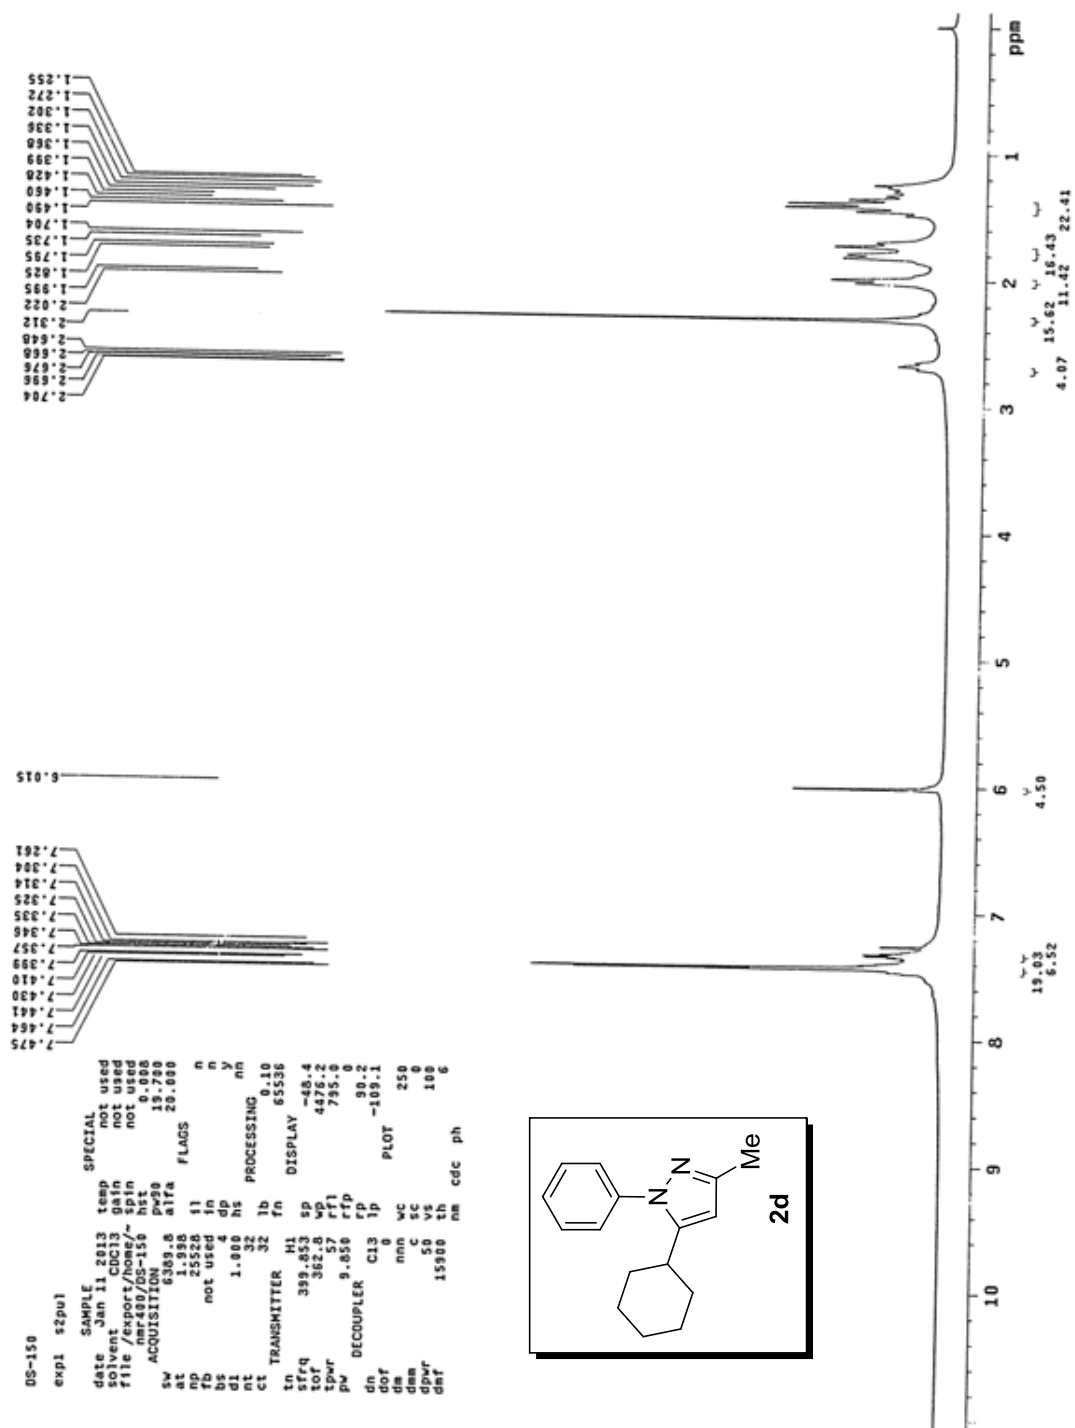 DS-150
exp1 s2pul
SAMPLE
date Jan 11 2013
solvent CDCl3
file /export/home/~
nmr400/DS-150
ACQUISITION
sw 6389.8
at 1.998
np 25528
fb not used
bs 4
d1 1.000
nt 32
ct 32
TRANSMITTER
tn H1
sfrq 399.853
tof 362.8
tpwr 57
pw 9.850
DECOUPLER
dn C13
dof 0
dm nnn
dmm c
dpwr 50
dmf 15900
SPECIAL
temp not used
gain not used
spin not used
hst 0.008
pw90 19.700
alfa 20.000
FLAGS
il n
in n
dp y
hs nn
PROCESSING
lb 0.10
fn 65536
DISPLAY
sp -48.4
wp 4476.2
rfl 795.0
rfp 0
rp 90.2
lp -109.1
PLOT
wc 250
sc 0
vs 100
th 6
nm cdc ph
7.475
7.464
7.441
7.430
7.410
7.399
7.357
7.346
7.335
7.325
7.314
7.304
7.261
6.015
2.704
2.696
2.676
2.668
2.648
2.312
2.022
1.995
1.825
1.795
1.735
1.704
1.490
1.460
1.428
1.399
1.368
1.336
1.302
1.272
1.255
N
N
Me
2d
10 9 8 7 6 5 4 3 2 1 ppm
19.03
6.52
4.50
4.07
15.62
11.42
16.43
22.41